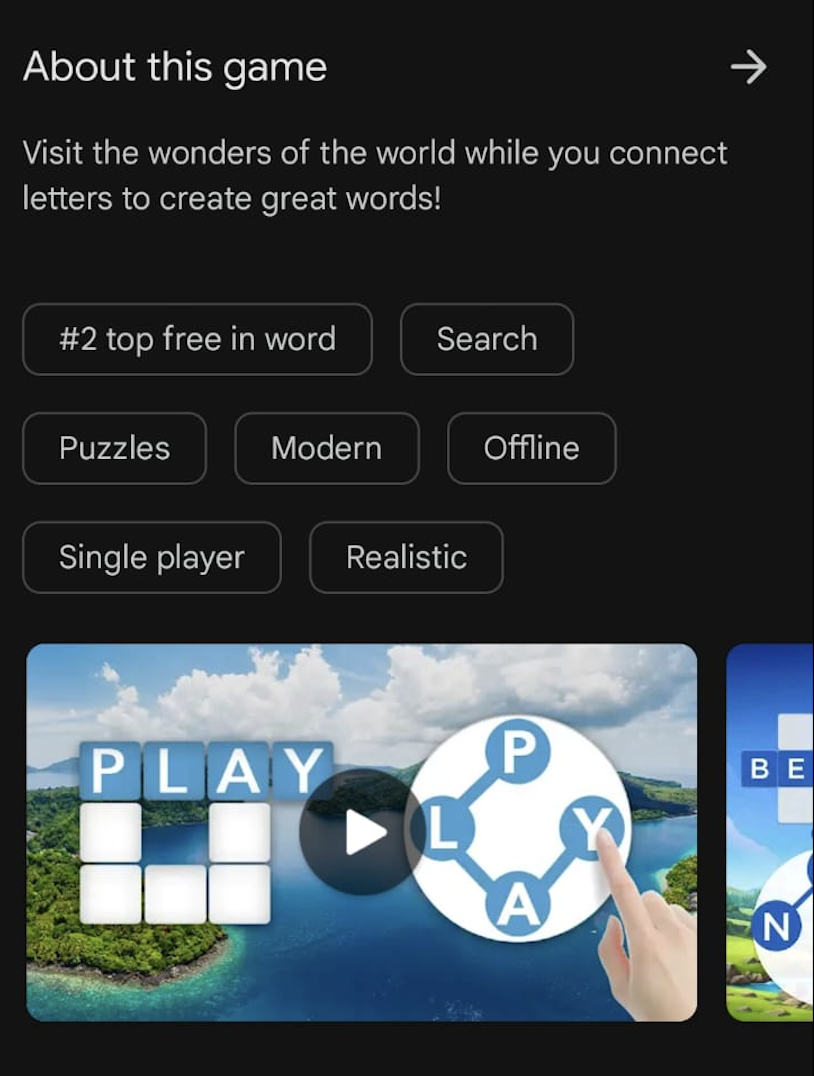 About this game
Visit the wonders of the world while you connect
letters to create great words!
#2 top free in word
Search
Puzzles
Modern
Offline
Single player
Realistic
PLAY
P
L
Y
A
BE
N